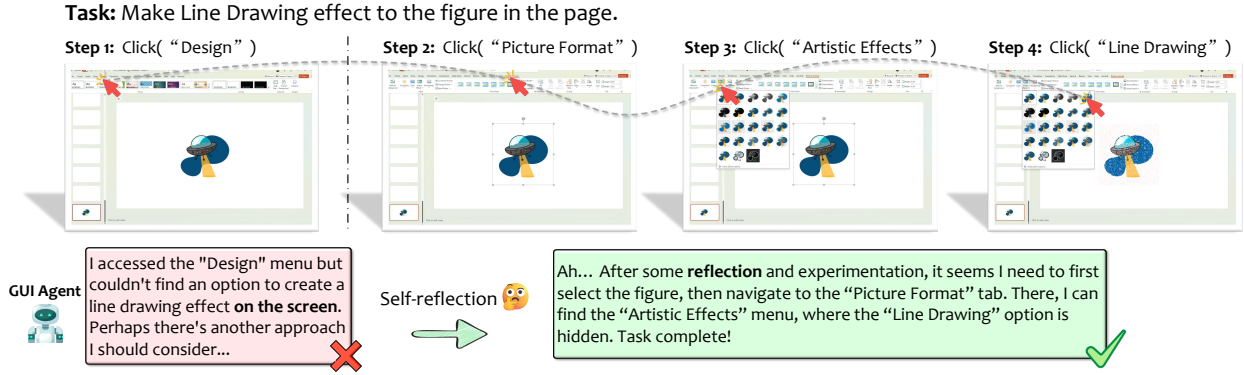 Task: Make Line Drawing effect to the figure in the page.
Step 1: Click( “Design” )
Step 2: Click( “Picture Format” )
Step 3: Click( “Artistic Effects” )
Step 4: Click( “Line Drawing” )
GUI Agent
I accessed the "Design" menu but
couldn't find an option to create a
line drawing effect on the screen.
Perhaps there's another approach
I should consider...
Self-reflection
Ah... After some reflection and experimentation, it seems I need to first
select the figure, then navigate to the “Picture Format” tab. There, I can
find the “Artistic Effects” menu, where the “Line Drawing” option is
hidden. Task complete!